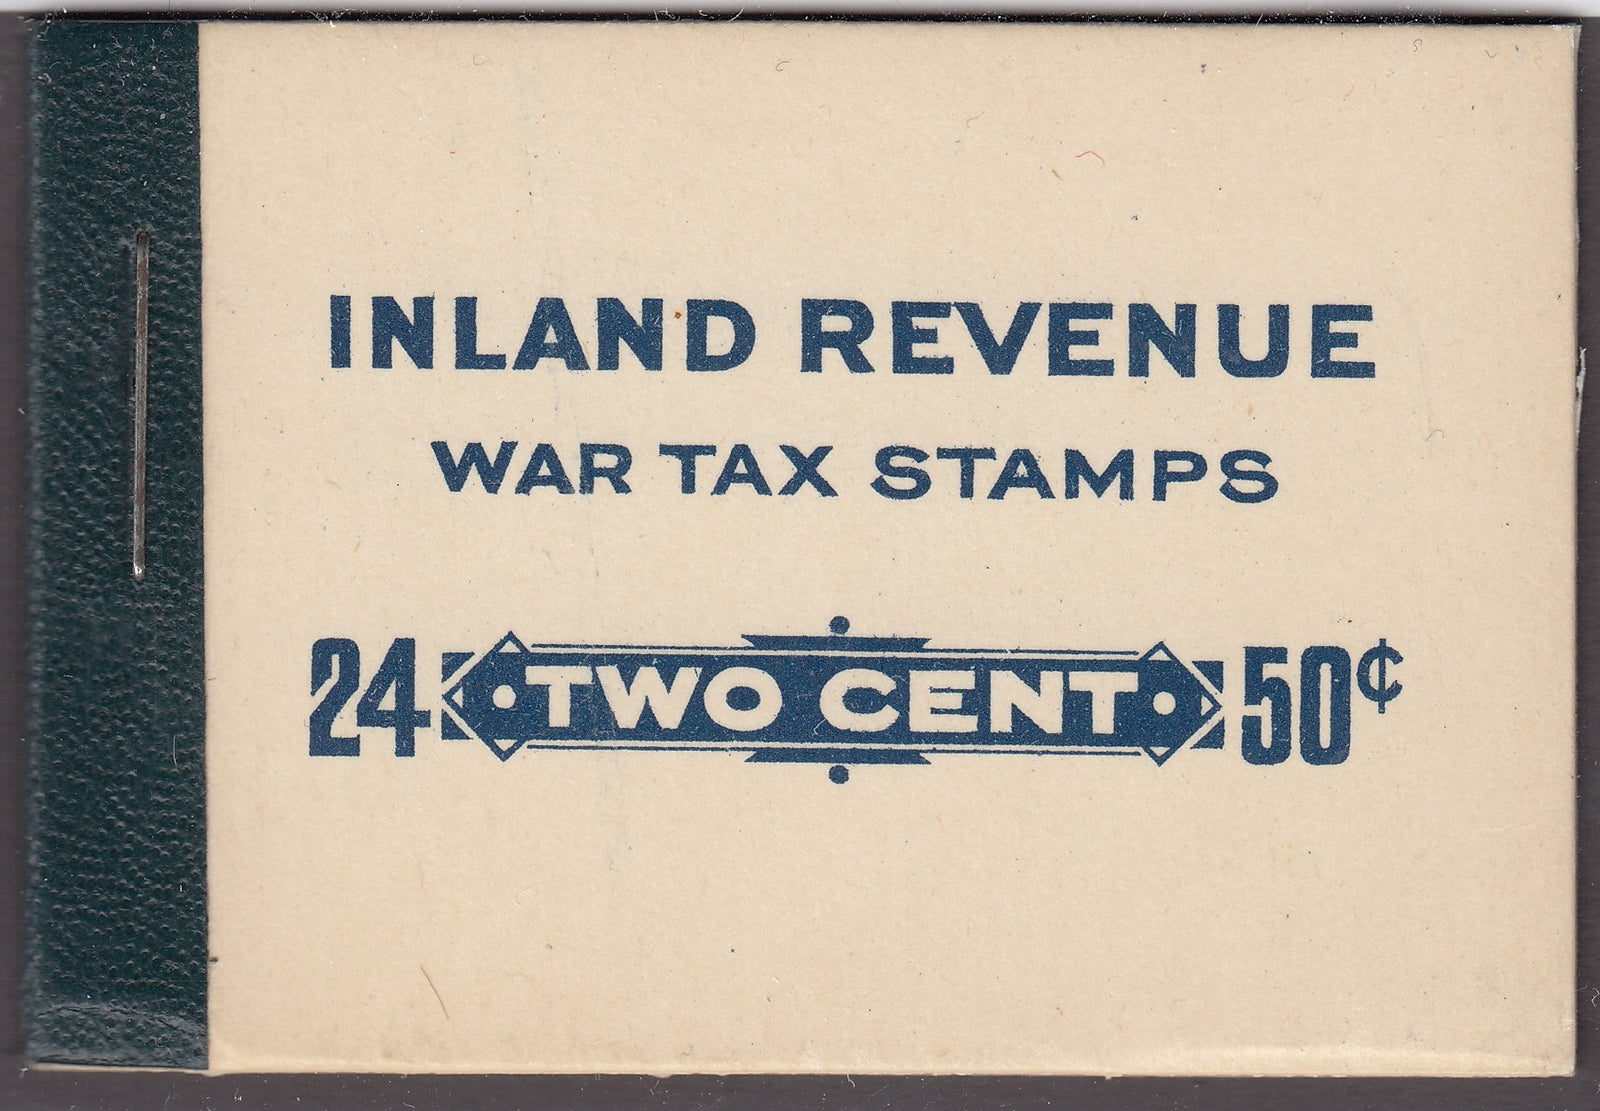 INLAND REVENUE
WAR TAX STAMPS
24 TWO CENT 50¢